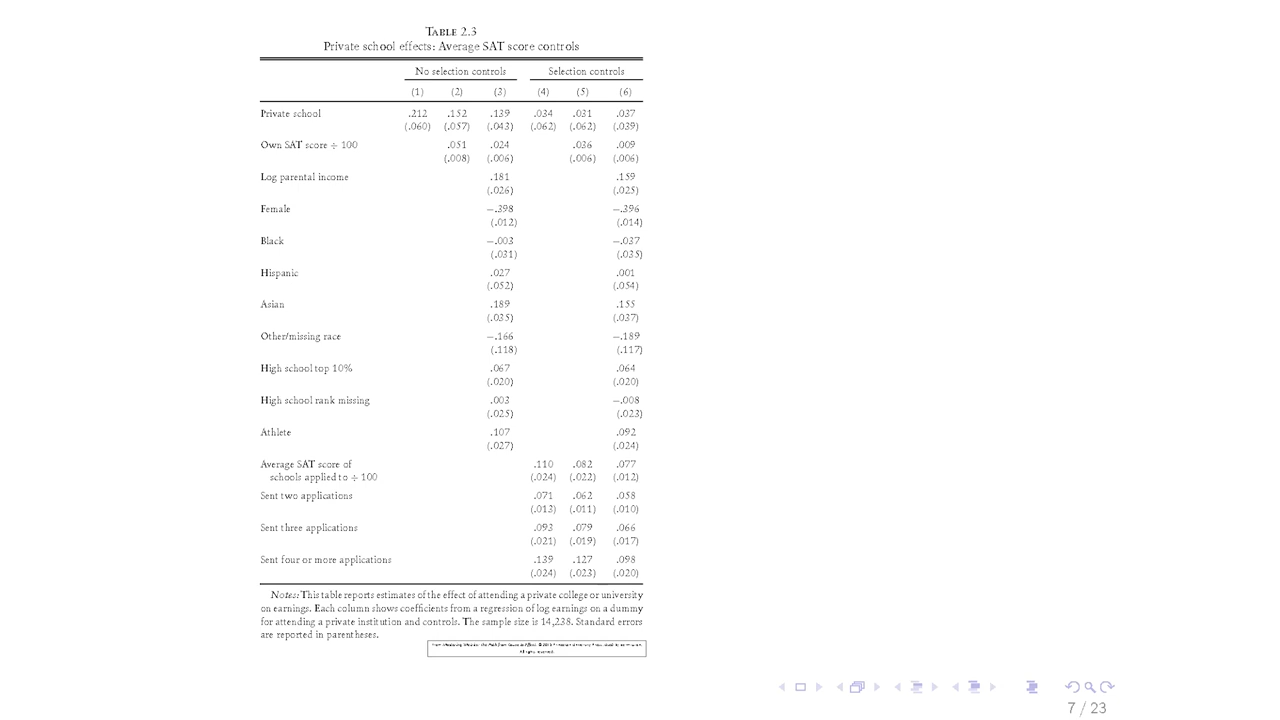 TABLE 2.3
Private school effects: Average SAT score controls
No selection controls Selection controls
(1) (2) (3) (4) (5) (6)
Private school .212 .152 .139 .034 .031 .037
(.060) (.057) (.043) (.062) (.062) (.039)
Own SAT score ÷ 100 .051 .024 .036 .009
(.008) (.006) (.006) (.006)
Log parental income .181 .159
(.026) (.025)
Female −.398 −.396
(.012) (.014)
Black −.003 −.037
(.031) (.035)
Hispanic .027 .001
(.052) (.054)
Asian .189 .155
(.035) (.037)
Other/missing race −.166 −.189
(.118) (.117)
High school top 10% .067 .064
(.020) (.020)
High school rank missing .003 −.008
(.025) (.023)
Athlete .107 .092
(.027) (.024)
Average SAT score of .110 .082 .077
schools applied to ÷ 100 (.024) (.022) (.012)
Sent two applications .071 .062 .058
(.013) (.011) (.010)
Sent three applications .093 .079 .066
(.021) (.019) (.017)
Sent four or more applications .139 .127 .098
(.024) (.023) (.020)
Notes: This table reports estimates of the effect of attending a private college or university
on earnings. Each column shows coefficients from a regression of log earnings on a dummy
for attending a private institution and controls. The sample size is 14,238. Standard errors
are reported in parentheses.
All rights reserved.
7 / 23